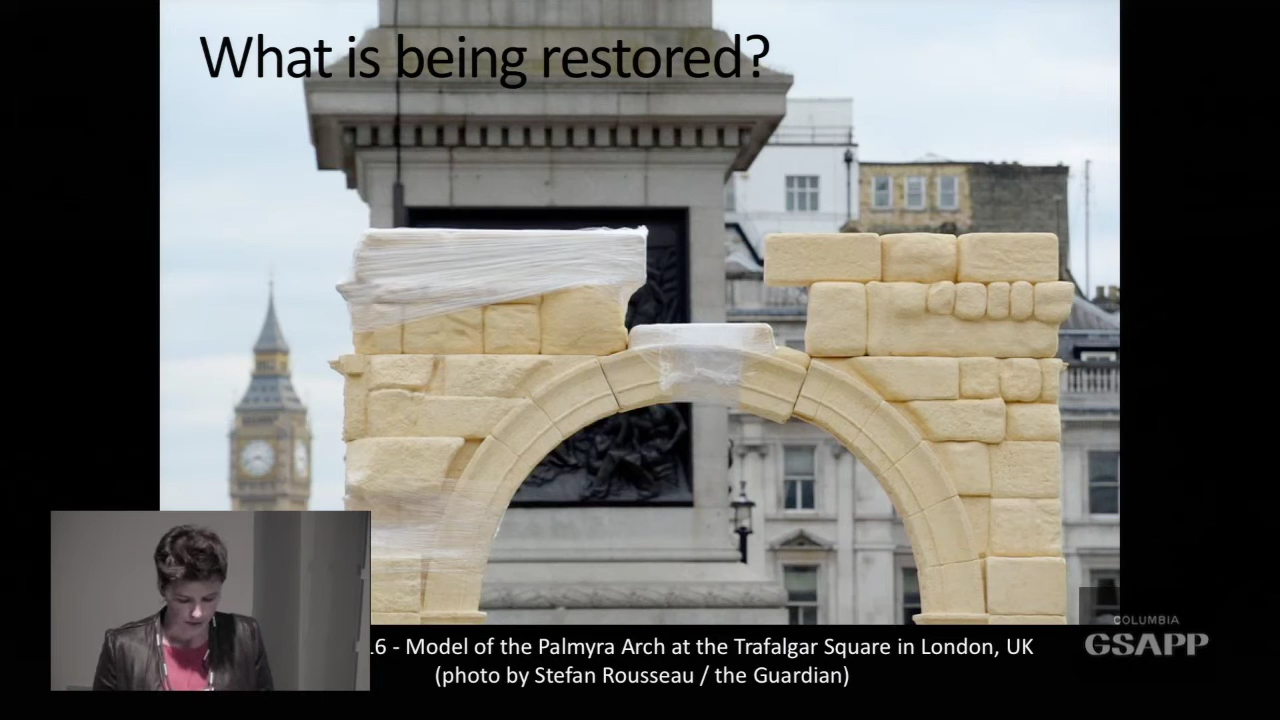 What is being restored?
16 - Model of the Palmyra Arch at the Trafalgar Square in London, UK
(photo by Stefan Rousseau / the Guardian)
COLUMBIA
GSAPP